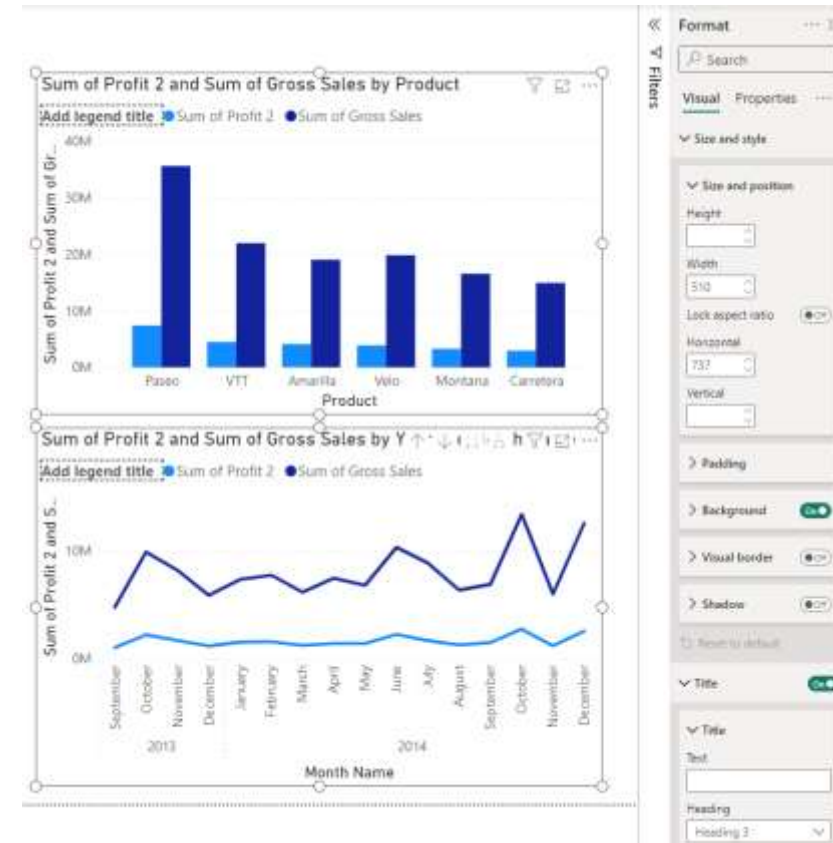 Sum of Profit 2 and Sum of Gross Sales by Product
Add legend title Sum of Profit 2 Sum of Gross Sales
Sum of Profit 2 and Sum of Gr...
40M
30M
20M
10M
0M
Paseo VTT Amarilla Velo Montana Carretera
Product
Sum of Profit 2 and Sum of Gross Sales by Y h
Add legend title Sum of Profit 2 Sum of Gross Sales
Sum of Profit 2 and S...
10M
0M
September October November December January February March April May June July August September October November December
2013 2014
Month Name
Filters
Format
Search
Visual Properties
Size and style
Size and position
Height
Width
510
Lock aspect ratio Off
Horizontal
737
Vertical
Padding
Background On
Visual border Off
Shadow Off
Reset to default
Title On
Title
Text
Heading
Heading 3